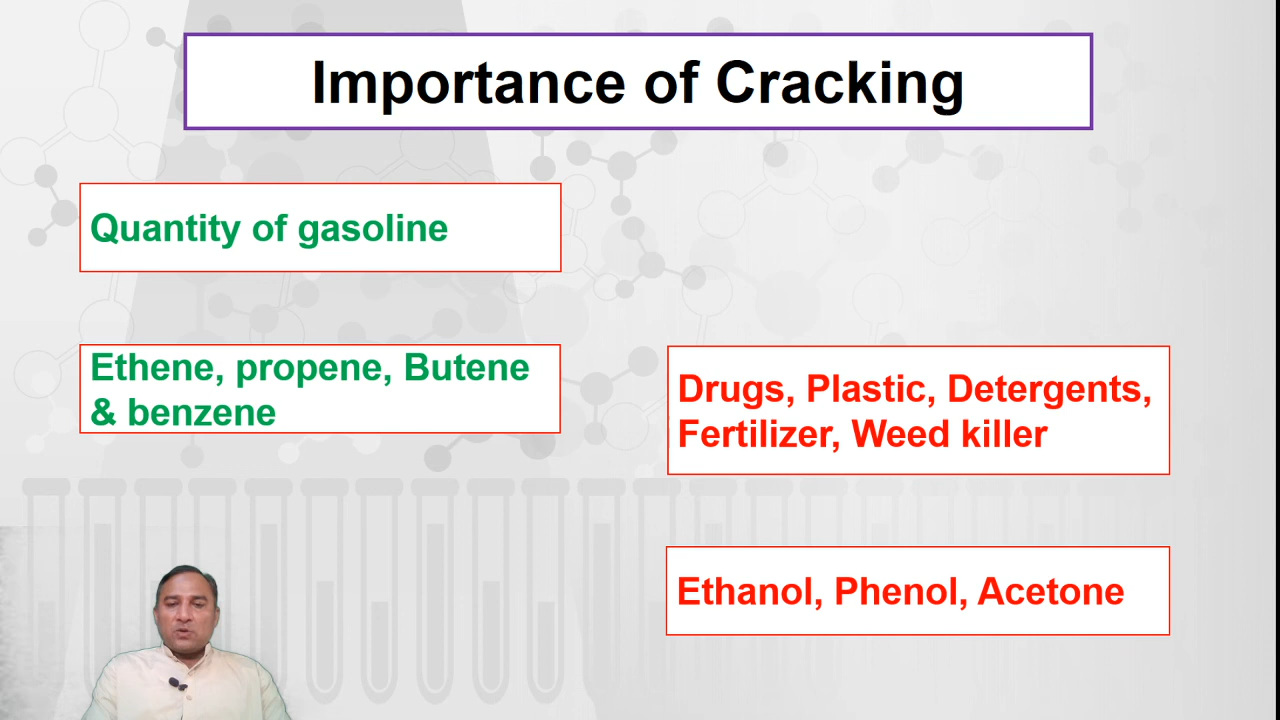 Importance of Cracking
Quantity of gasoline
Ethene, propene, Butene
& benzene
Drugs, Plastic, Detergents,
Fertilizer, Weed killer
Ethanol, Phenol, Acetone